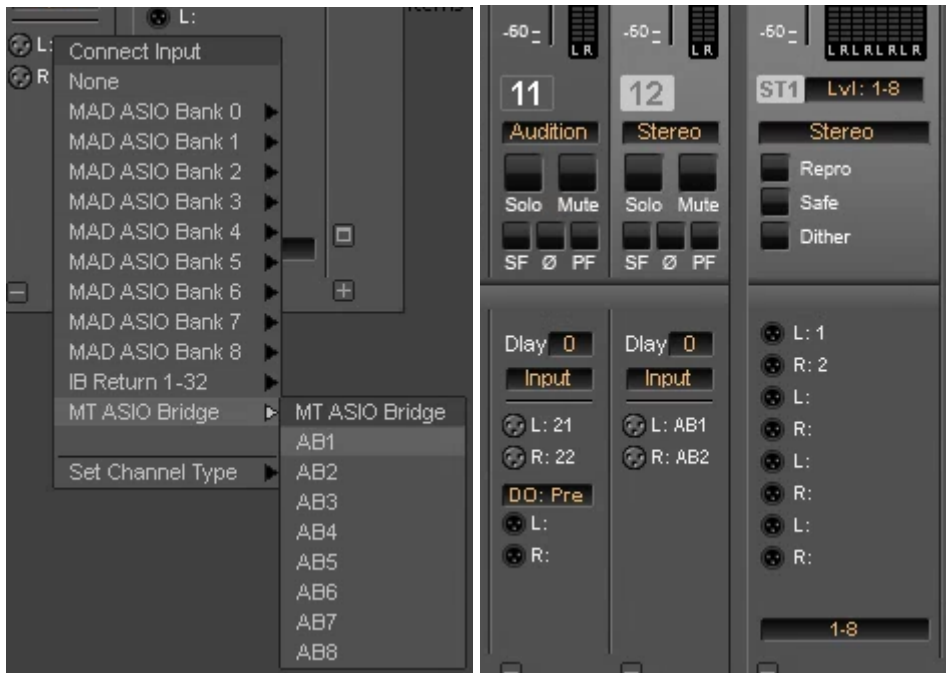 L:
L:
R
Connect Input
None
MAD ASIO Bank 0
MAD ASIO Bank 1
MAD ASIO Bank 2
MAD ASIO Bank 3
MAD ASIO Bank 4
MAD ASIO Bank 5
MAD ASIO Bank 6
MAD ASIO Bank 7
MAD ASIO Bank 8
IB Return 1-32
MT ASIO Bridge
Set Channel Type
MT ASIO Bridge
AB1
AB2
AB3
AB4
AB5
AB6
AB7
AB8
-60
L R
11
Audition
Solo Mute
SF Ø PF
Dlay 0
Input
L: 21
R: 22
DO: Pre
L:
R:
-60
L R
12
Stereo
Solo Mute
SF Ø PF
Dlay 0
Input
L: AB1
R: AB2
-60
L R L R L R L R
ST1 Lvl: 1-8
Stereo
Repro
Safe
Dither
L: 1
R: 2
L:
R:
L:
R:
L:
R:
1-8